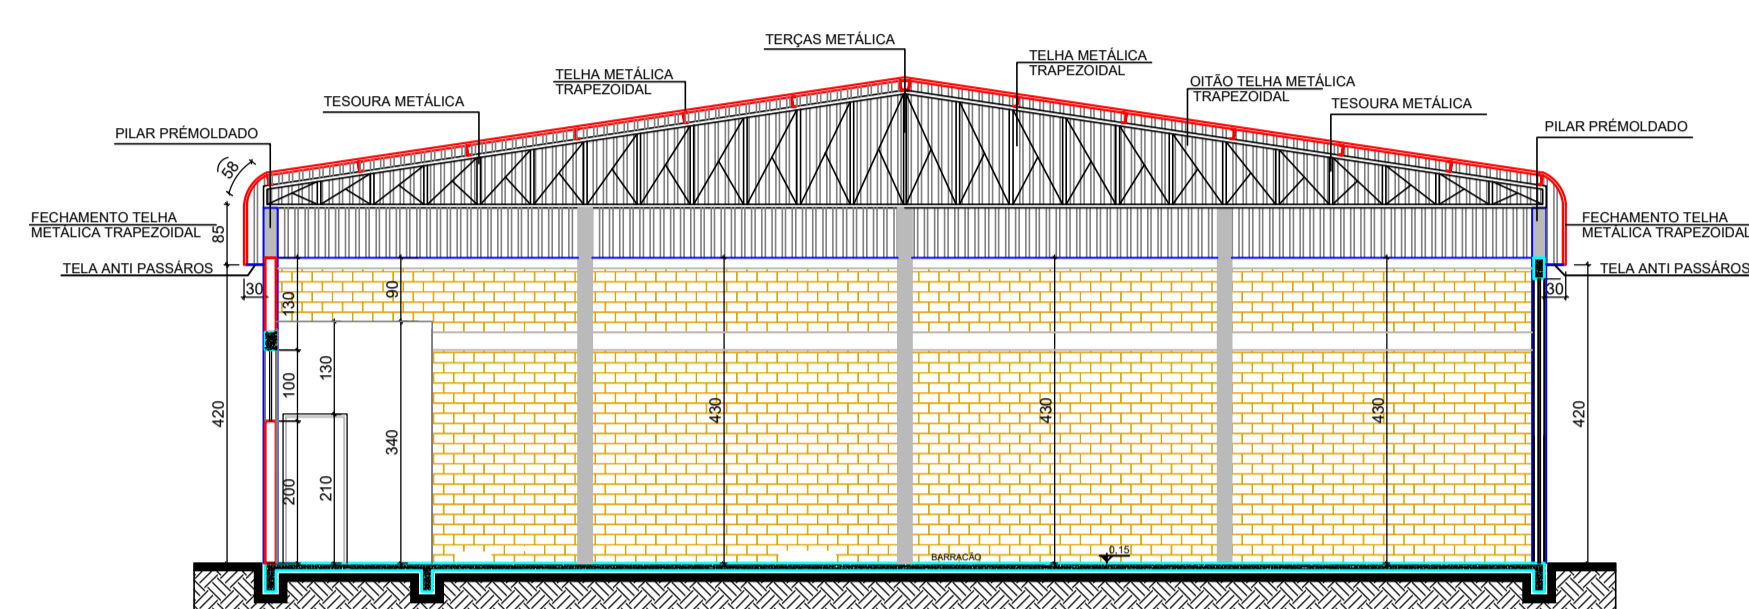 TERÇAS METÁLICA
TELHA METÁLICA
TRAPEZOIDAL
TELHA METÁLICA
TRAPEZOIDAL
OITÃO TELHA METÁLICA
TRAPEZOIDAL
TESOURA METÁLICA
TESOURA METÁLICA
PILAR PRÉMOLDADO
PILAR PRÉMOLDADO
58
FECHAMENTO TELHA
METÁLICA TRAPEZOIDAL
85
FECHAMENTO TELHA
METÁLICA TRAPEZOIDAL
TELA ANTI PASSÁROS
TELA ANTI PASSÁROS
30
130
90
30
420
100
130
340
200
210
430
430
430
420
BARRACÃO
0,15